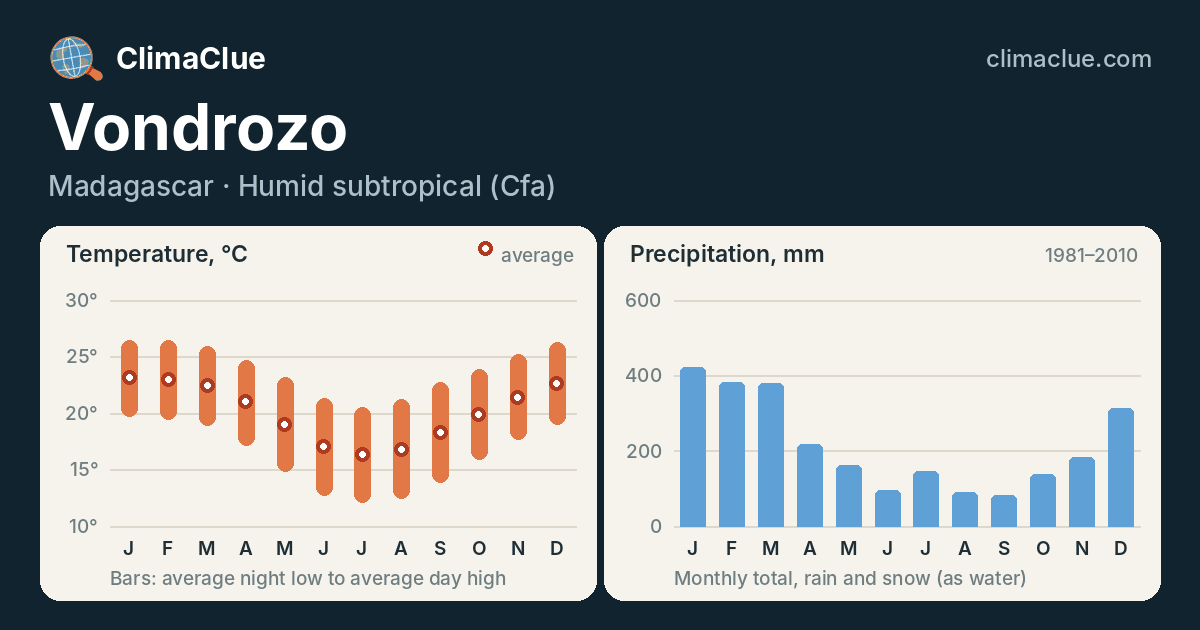 ClimaClue
climaclue.com
Vondrozo
Madagascar · Humid subtropical (Cfa)
Temperature, °C
average
30°
25°
20°
15°
10°
J F M A M J J A S O N D
Bars: average night low to average day high
Precipitation, mm
1981–2010
600
400
200
0
J F M A M J J A S O N D
Monthly total, rain and snow (as water)